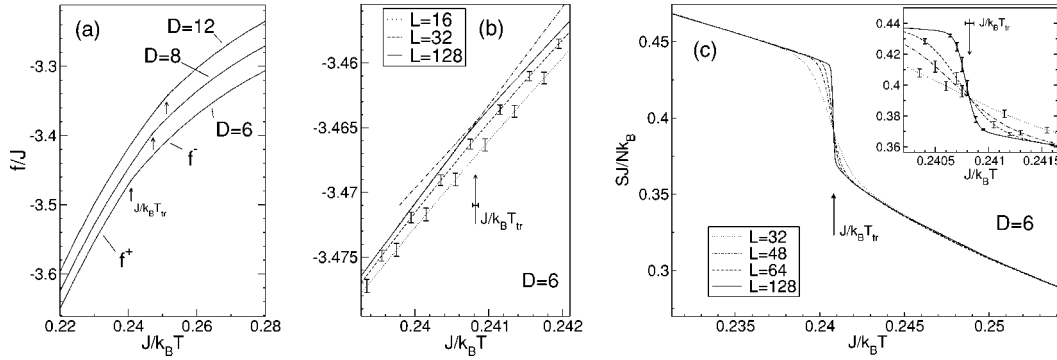 (a)
D=12
D=8
D=6
f⁻
f⁺
J/k_BT_tr
f/J
-3.3
-3.4
-3.5
-3.6
0.22
0.24
0.26
0.28
J/k_BT
L=16
L=32
L=128
(b)
-3.46
-3.465
-3.47
-3.475
J/k_BT_tr
D=6
0.24
0.241
0.242
J/k_BT
(c)
SJ/Nk_B
0.45
0.4
0.35
0.3
J/k_BT_tr
D=6
L=32
L=48
L=64
L=128
0.235
0.24
0.245
0.25
J/k_BT
0.44
0.42
0.40
0.38
0.36
J/k_BT_tr
0.2405
0.241
0.2415
J/k_BT